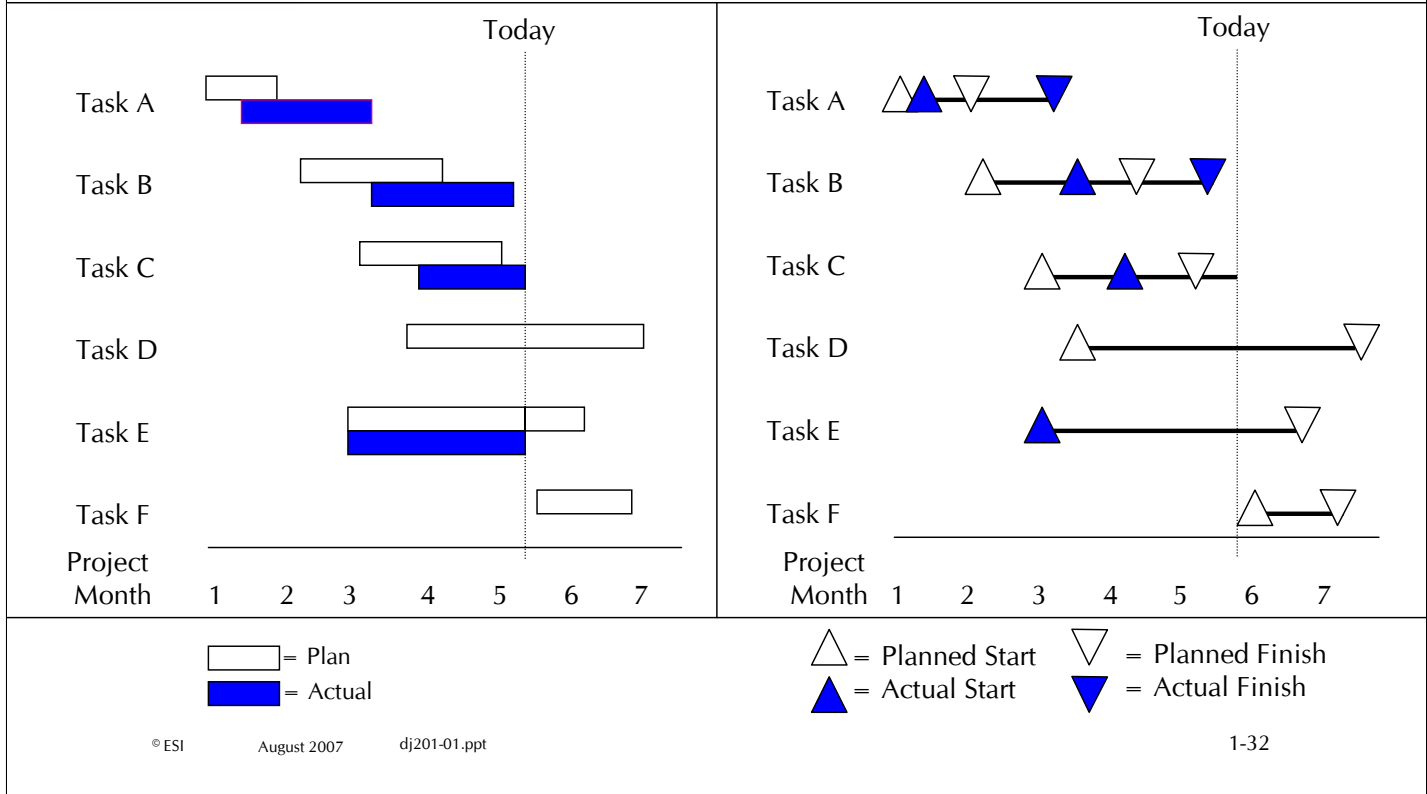 Today
Task A
Task B
Task C
Task D
Task E
Task F
Project
Month 1 2 3 4 5 6 7
= Plan
= Actual
Today
Task A
Task B
Task C
Task D
Task E
Task F
Project
Month 1 2 3 4 5 6 7
= Planned Start = Planned Finish
= Actual Start = Actual Finish
© ESI August 2007 dj201-01.ppt 1-32